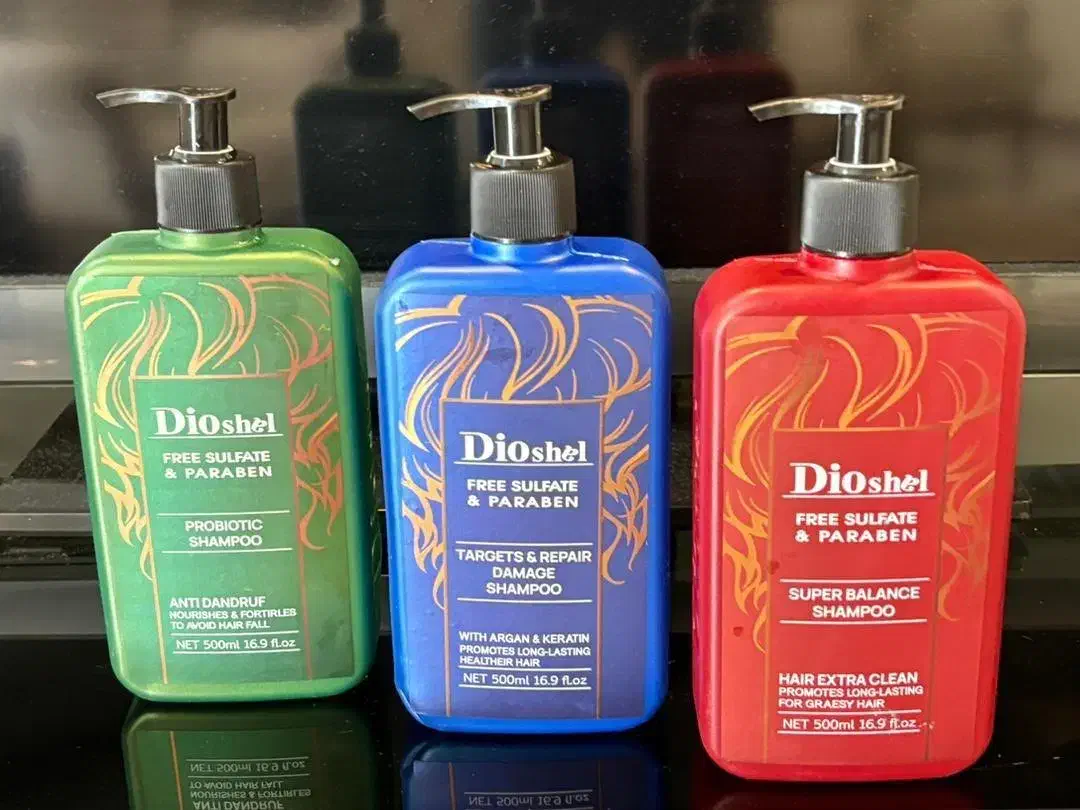 Dioshel
FREE SULFATE
& PARABEN
PROBIOTIC
SHAMPOO
ANTI DANDRUF
NOURISHES & FORTIRLES
TO AVOID HAIR FALL
NET 500ml 16.9 fl.oz
Dioshel
FREE SULFATE
& PARABEN
TARGETS & REPAIR
DAMAGE
SHAMPOO
WITH ARGAN & KERATIN
PROMOTES LONG-LASTING
HEALTHEIR HAIR
NET 500ml 16.9 fl.oz
Dioshel
FREE SULFATE
& PARABEN
SUPER BALANCE
SHAMPOO
HAIR EXTRA CLEAN
PROMOTES LONG-LASTING
FOR GRAESY HAIR
NET 500ml 16.9 fl.oz